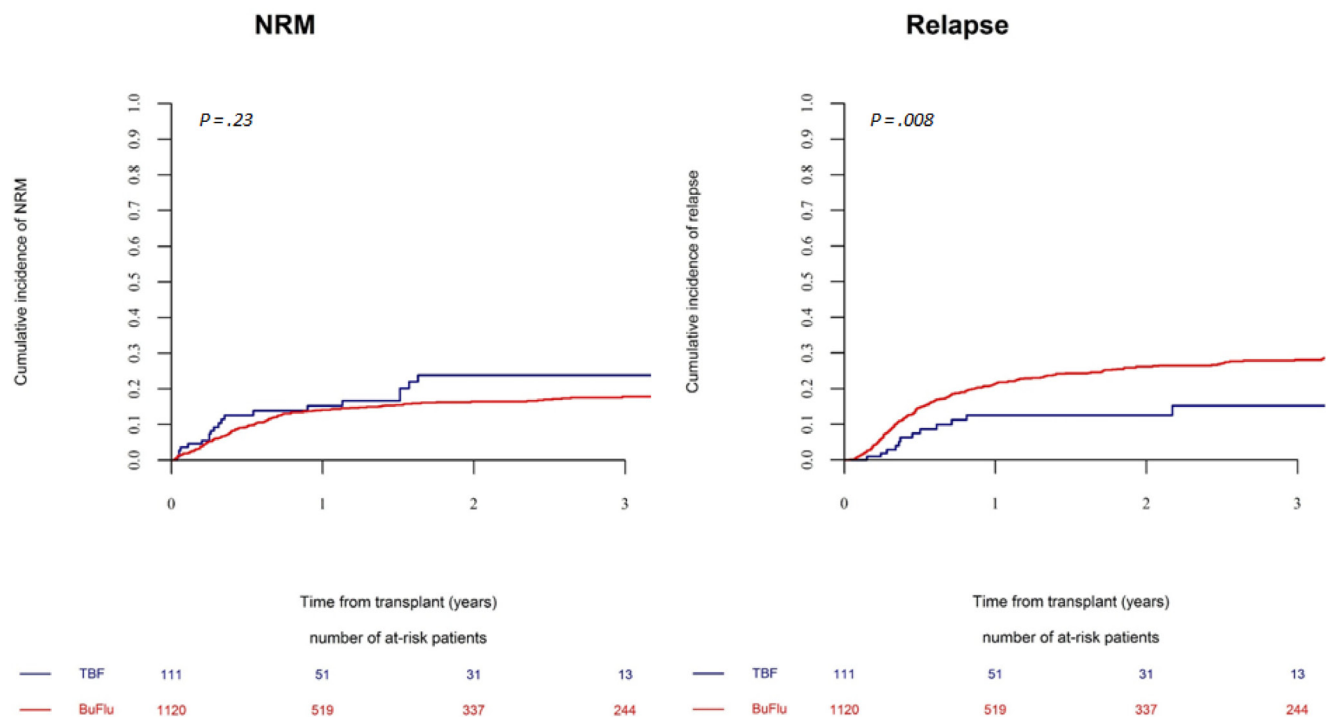 NRM
P = .23
Cumulative incidence of NRM
1.0
0.9
0.8
0.7
0.6
0.5
0.4
0.3
0.2
0.1
0.0
0 1 2 3
Time from transplant (years)
number of at-risk patients
TBF 111 51 31 13
BuFlu 1120 519 337 244
Relapse
P = .008
Cumulative incidence of relapse
1.0
0.9
0.8
0.7
0.6
0.5
0.4
0.3
0.2
0.1
0.0
0 1 2 3
Time from transplant (years)
number of at-risk patients
TBF 111 51 31 13
BuFlu 1120 519 337 244